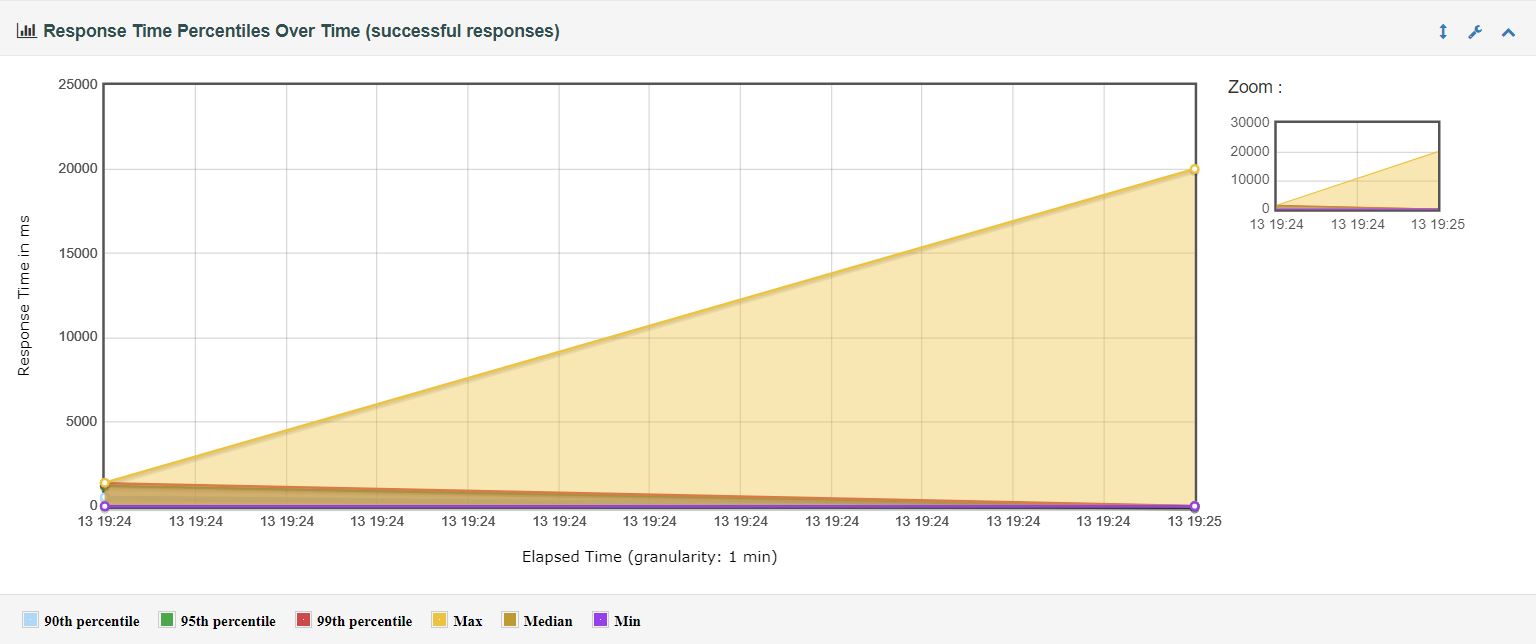 Response Time Percentiles Over Time (successful responses)
25000
20000
15000
10000
5000
0
Response Time in ms
13 19:24 13 19:24 13 19:24 13 19:24 13 19:24 13 19:24 13 19:24 13 19:24 13 19:24 13 19:24 13 19:24 13 19:24 13 19:25
Elapsed Time (granularity: 1 min)
Zoom :
30000
20000
10000
0
13 19:24 13 19:24 13 19:25
90th percentile 95th percentile 99th percentile Max Median Min